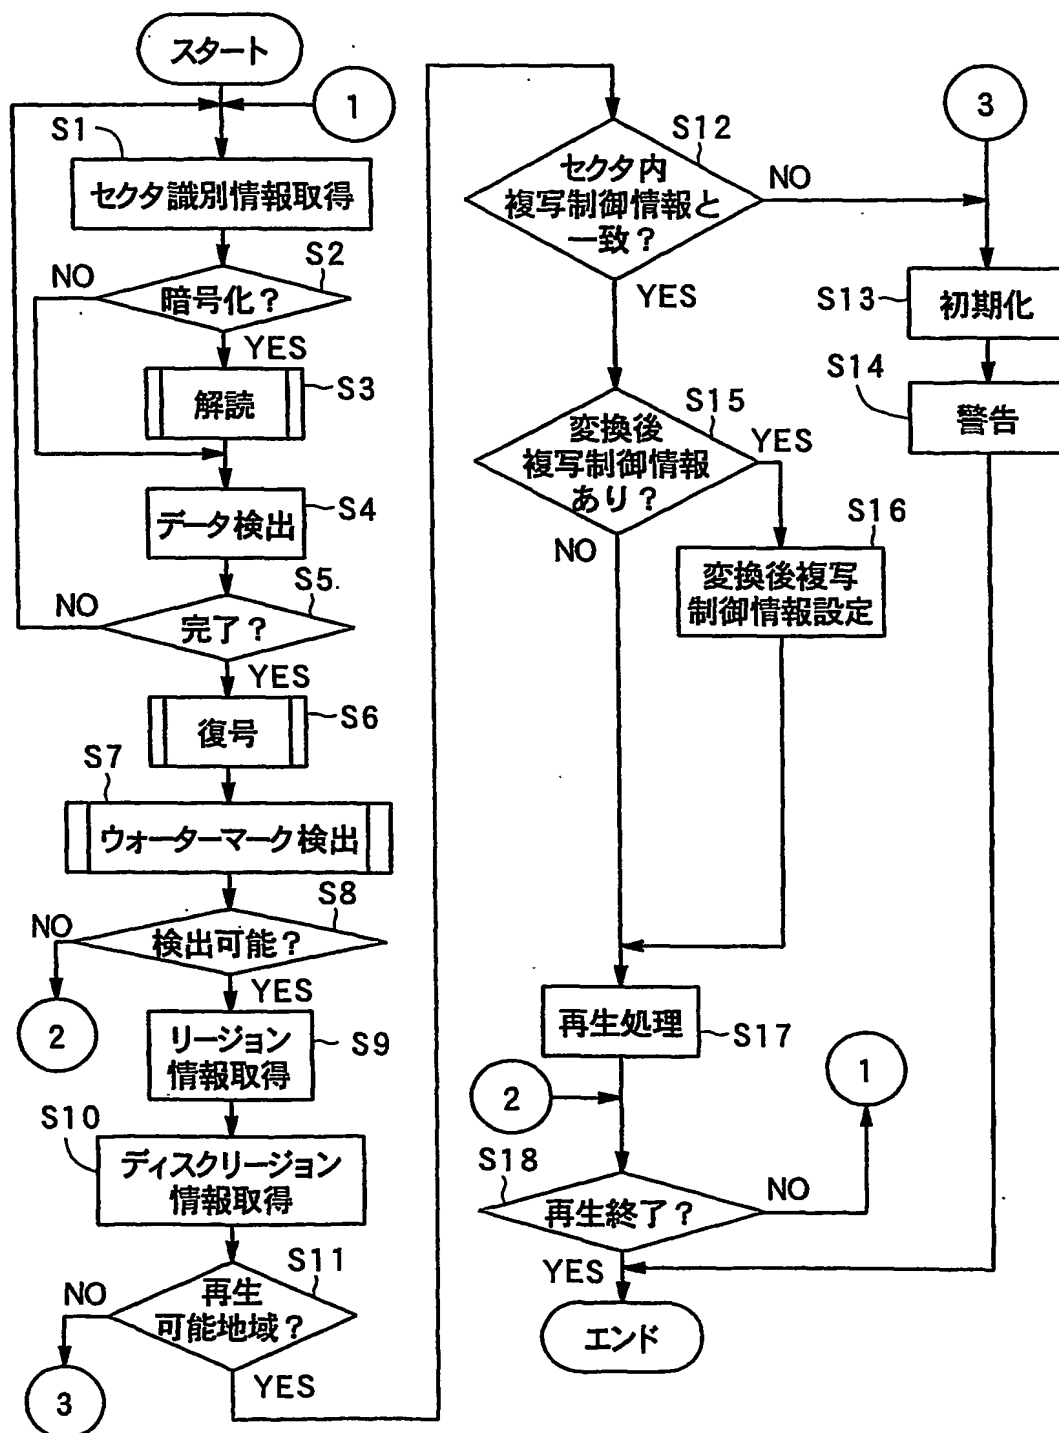 スタート
1
S1
セクタ識別情報取得
S2
NO
暗号化?
YES
解読
S3
データ検出
S4
S5
NO
完了?
YES
復号
S6
S7
ウォーターマーク検出
S8
NO
検出可能?
YES
2
リージョン
情報取得
S9
S10
ディスクリージョン
情報取得
S11
NO
再生
可能地域?
YES
3
S12
セクタ内
複写制御情報と
一致?
NO
YES
3
S13
初期化
S14
警告
S15
変換後
複写制御情報
あり?
YES
NO
S16
変換後複写
制御情報設定
再生処理
S17
2
1
S18
再生終了?
NO
YES
エンド